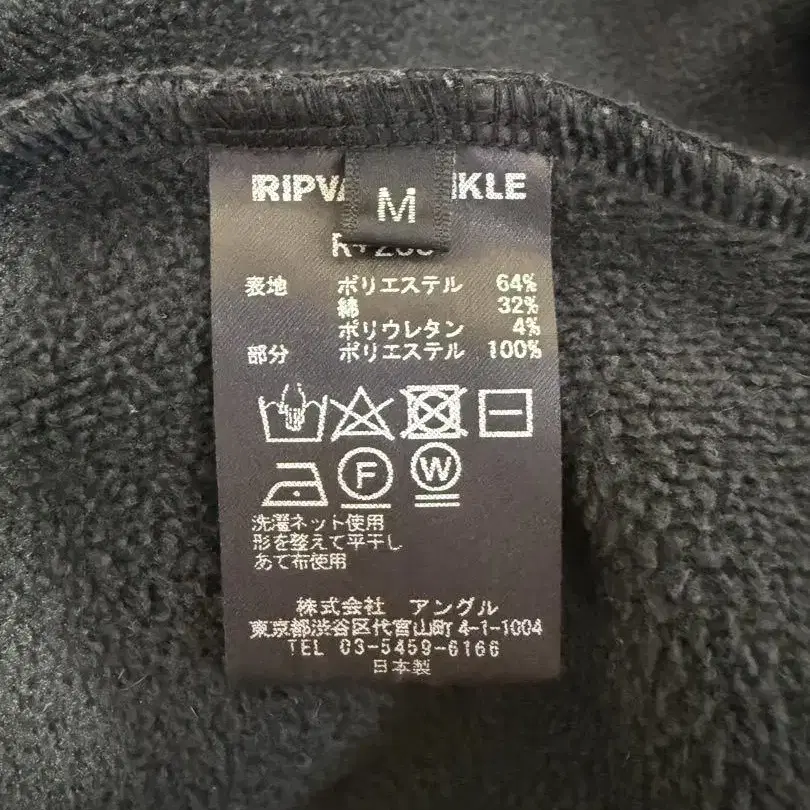 M
表地 ポリエステル 64%
綿 32%
ポリウレタン 4%
部分 ポリエステル 100%
F W
洗濯ネット使用
形を整えて平干し
あて布使用
株式会社 アングル
東京都渋谷区代官山町4-1-1004
TEL 03-5459-6166
日本製